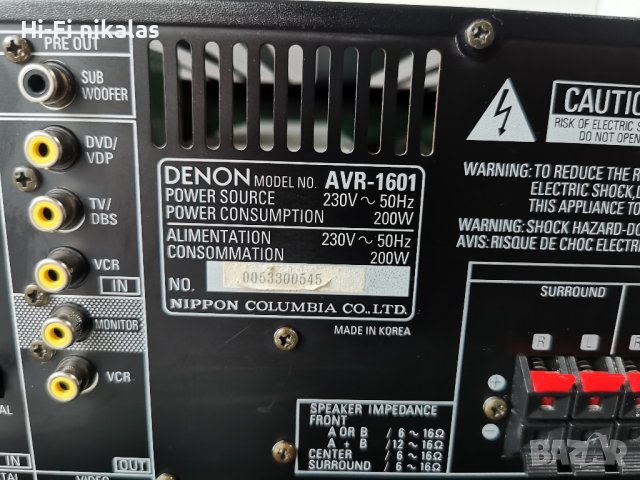 Hi-Fi nikalas
PRE OUT
SUB
WOOFER
DVD/
VDP
TV/
DBS
VCR
IN
MONITOR
VCR
OUT
IN
VIDEO
DENON MODEL NO. AVR-1601
POWER SOURCE 230V ~ 50Hz
POWER CONSUMPTION 200W
ALIMENTATION 230V ~ 50Hz
CONSOMMATION 200W
NO. 0053300545
NIPPON COLUMBIA CO., LTD.
MADE IN KOREA
CAUTIO
RISK OF ELECTRIC S
DO NOT OPEN
WARNING: TO REDUCE THE R
ELECTRIC SHOCK, D
THIS APPLIANCE TO
WARNING: SHOCK HAZARD-DO
AVIS: RISQUE DE CHOC ELECTRI
SURROUND
R L R
+
−
SPEAKER IMPEDANCE
FRONT
A OR B / 6 ~ 16Ω
A + B / 12 ~ 16Ω
CENTER / 6 ~ 16Ω
SURROUND / 6 ~ 16Ω
BAZAR